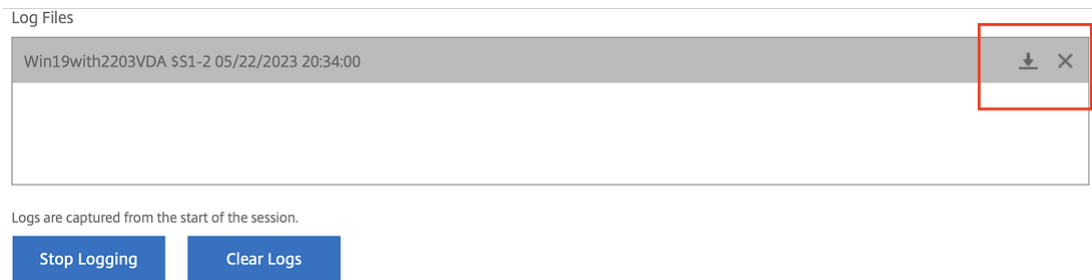 Log Files
Win19with2203VDA $S1-2 05/22/2023 20:34:00
Logs are captured from the start of the session.
Stop Logging
Clear Logs